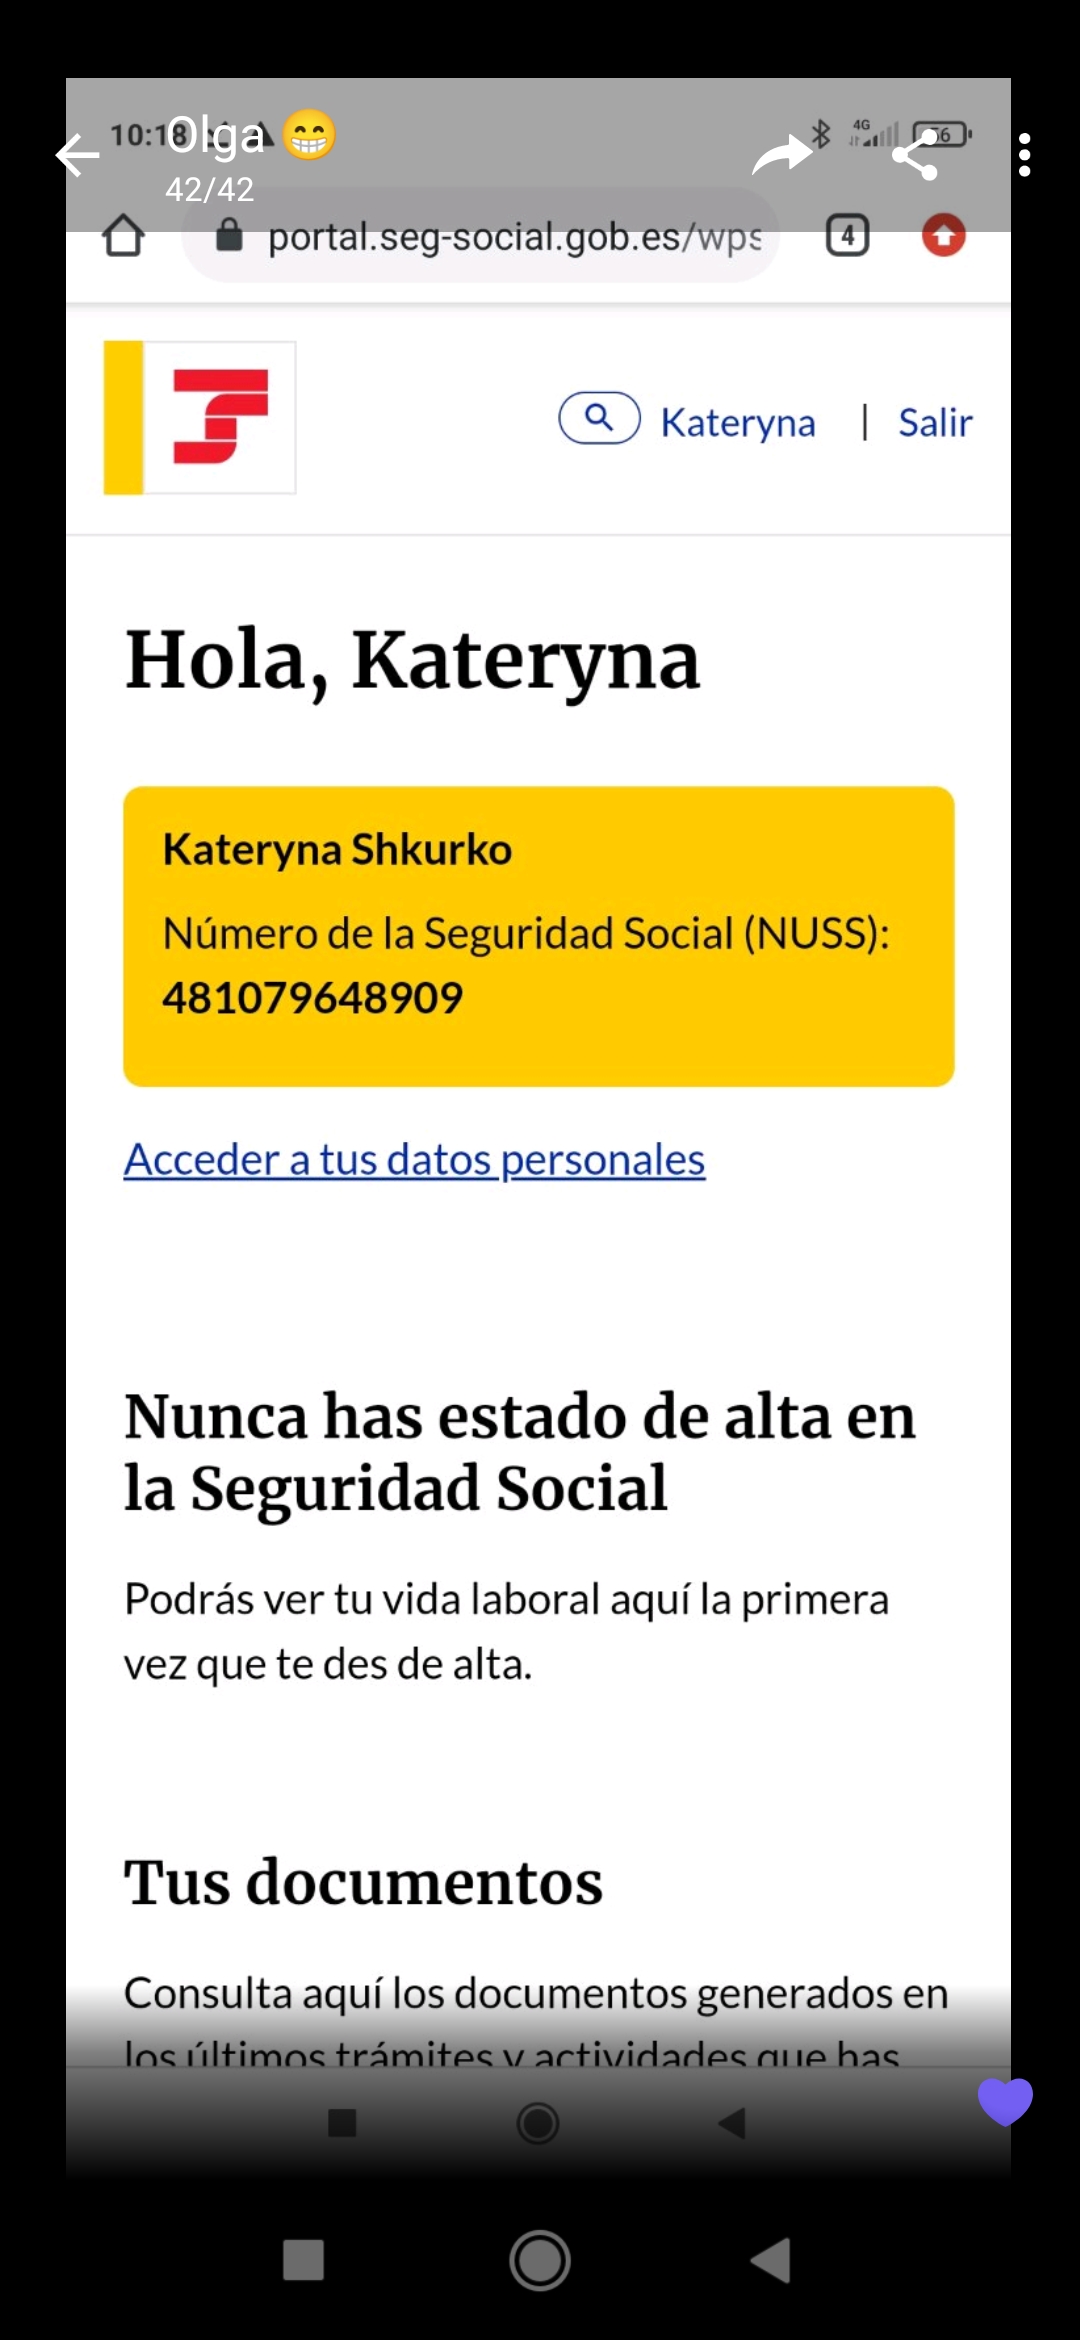 10:18
Olga 😁
4G
42/42
portal.seg-social.gob.es/wps
4
Kateryna | Salir
Hola, Kateryna
Kateryna Shkurko
Número de la Seguridad Social (NUSS):
481079648909
Acceder a tus datos personales
Nunca has estado de alta en
la Seguridad Social
Podrás ver tu vida laboral aquí la primera
vez que te des de alta.
Tus documentos
Consulta aquí los documentos generados en
los últimos trámites y actividades que has